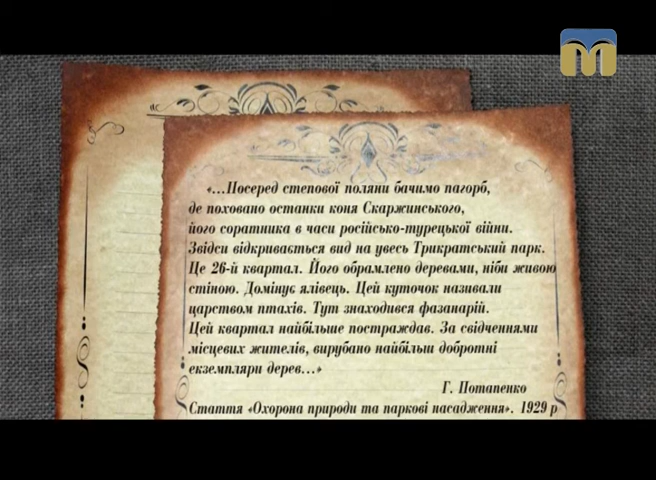 «...Посеред степової поляни бачимо пагорб,
де поховано останки коня Скаржинського,
його соратника в часи російсько-турецької війни.
Звідси відкривається вид на увесь Трикратський парк.
Це 26-й квартал. Його обрамлено деревами, ніби живою
стіною. Домінує ялівець. Цей куточок називали
царством птахів. Тут знаходився фазанарій.
Цей квартал найбільше постраждав. За свідченнями
місцевих жителів, вирубано найбільш добротні
екземпляри дерев...»
Г. Потапенко
Стаття «Охорона природи та паркові насадження». 1929 р